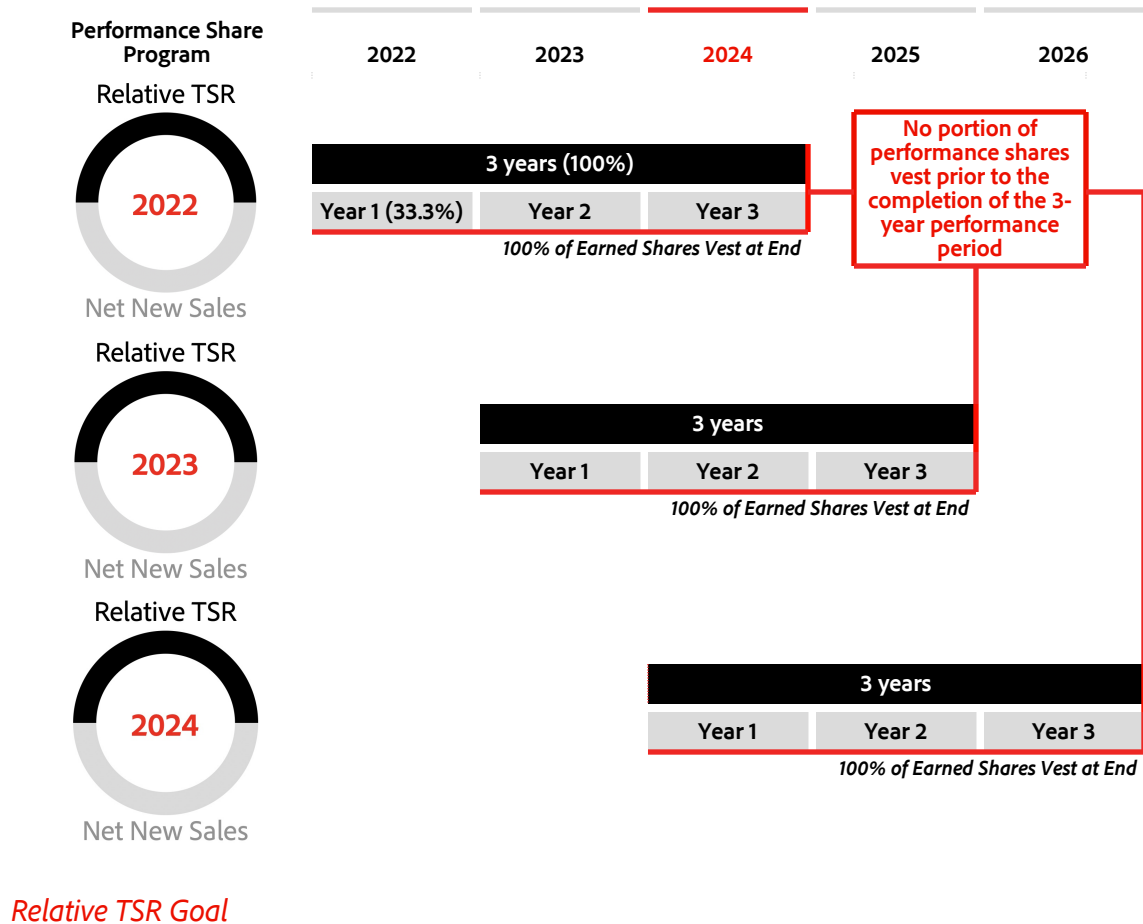 Performance Share
Program
2022
2023
2024
2025
2026
Relative TSR
2022
Net New Sales
3 years (100%)
Year 1 (33.3%)
Year 2
Year 3
100% of Earned Shares Vest at End
No portion of
performance shares
vest prior to the
completion of the 3-
year performance
period
Relative TSR
2023
Net New Sales
3 years
Year 1
Year 2
Year 3
100% of Earned Shares Vest at End
Relative TSR
2024
Net New Sales
3 years
Year 1
Year 2
Year 3
100% of Earned Shares Vest at End
Relative TSR Goal